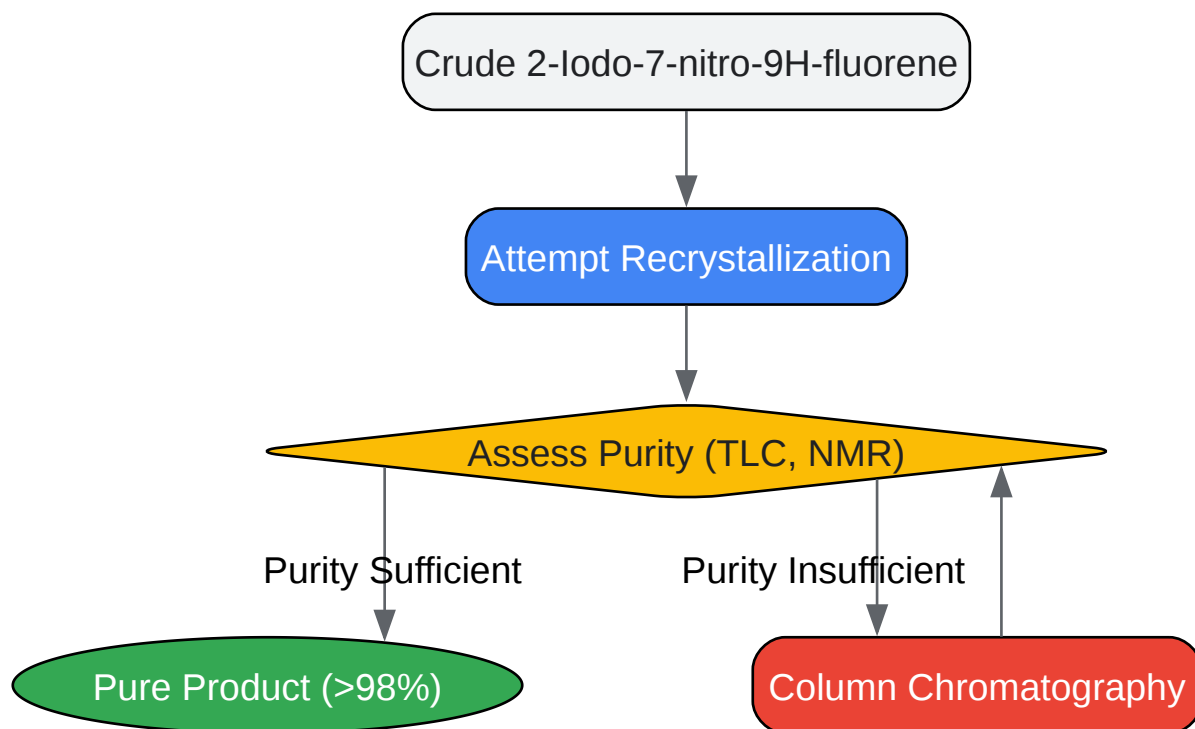 Crude 2-Iodo-7-nitro-9H-fluorene
Attempt Recrystallization
Assess Purity (TLC, NMR)
Purity Sufficient
Purity Insufficient
Pure Product (>98%)
Column Chromatography